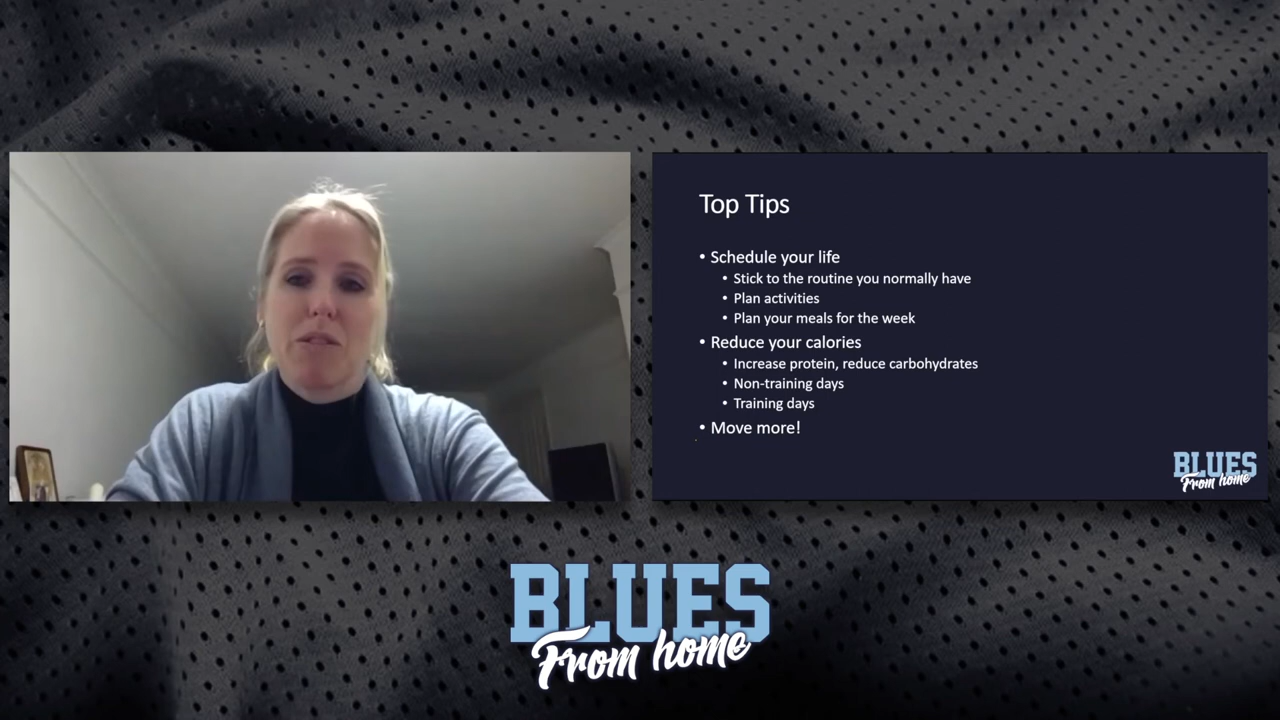 Top Tips
• Schedule your life
• Stick to the routine you normally have
• Plan activities
• Plan your meals for the week
• Reduce your calories
• Increase protein, reduce carbohydrates
• Non-training days
• Training days
• Move more!
BLUES
From home
BLUES
From home